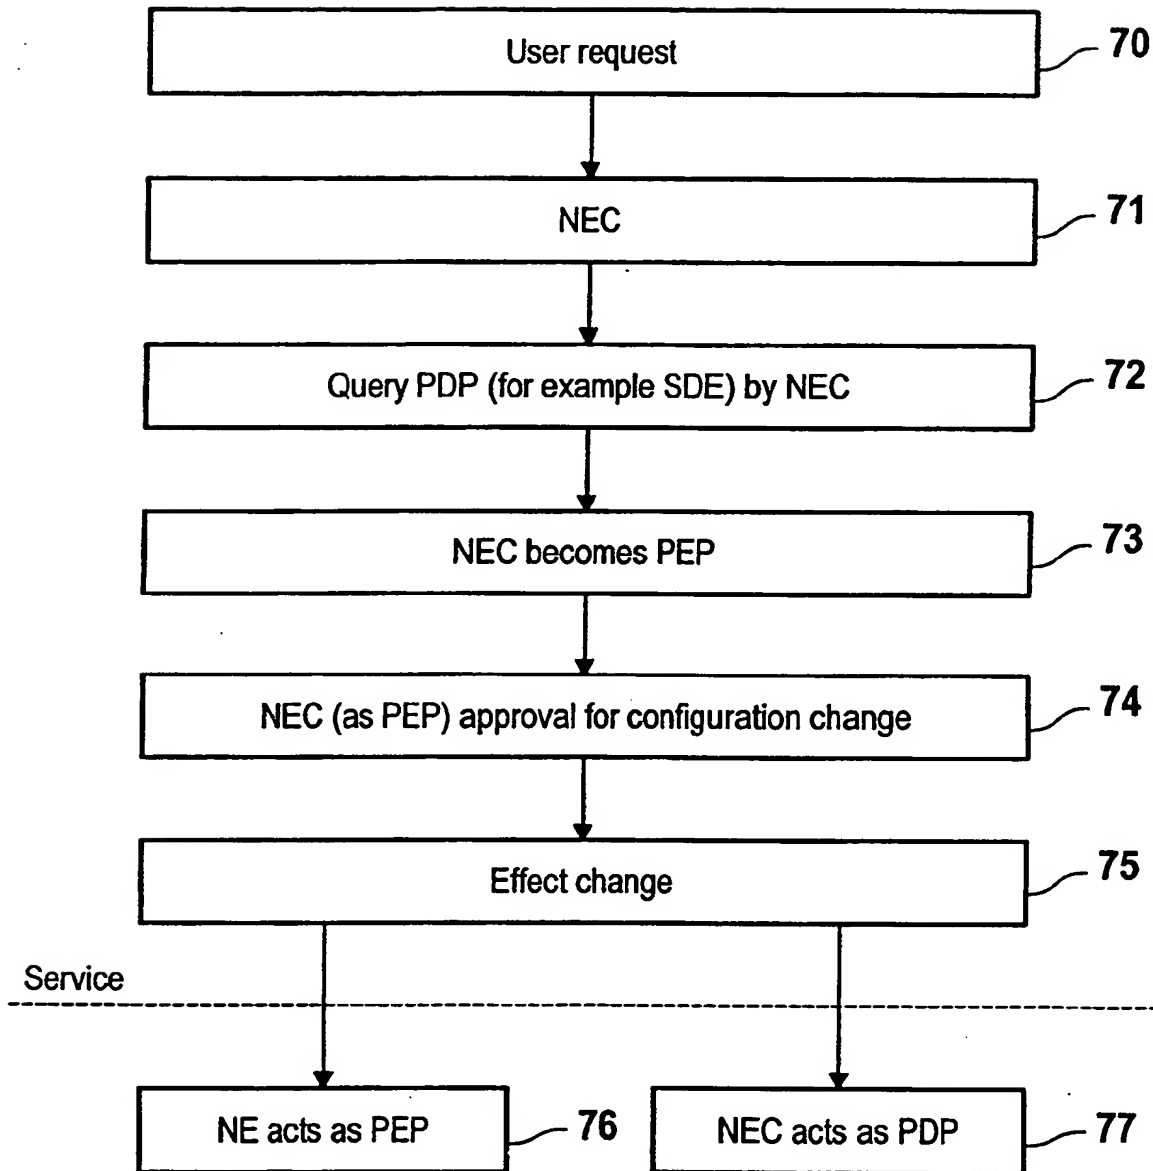 User request
70
NEC
71
Query PDP (for example SDE) by NEC
72
NEC becomes PEP
73
NEC (as PEP) approval for configuration change
74
Effect change
75
Service
NE acts as PEP
76
NEC acts as PDP
77